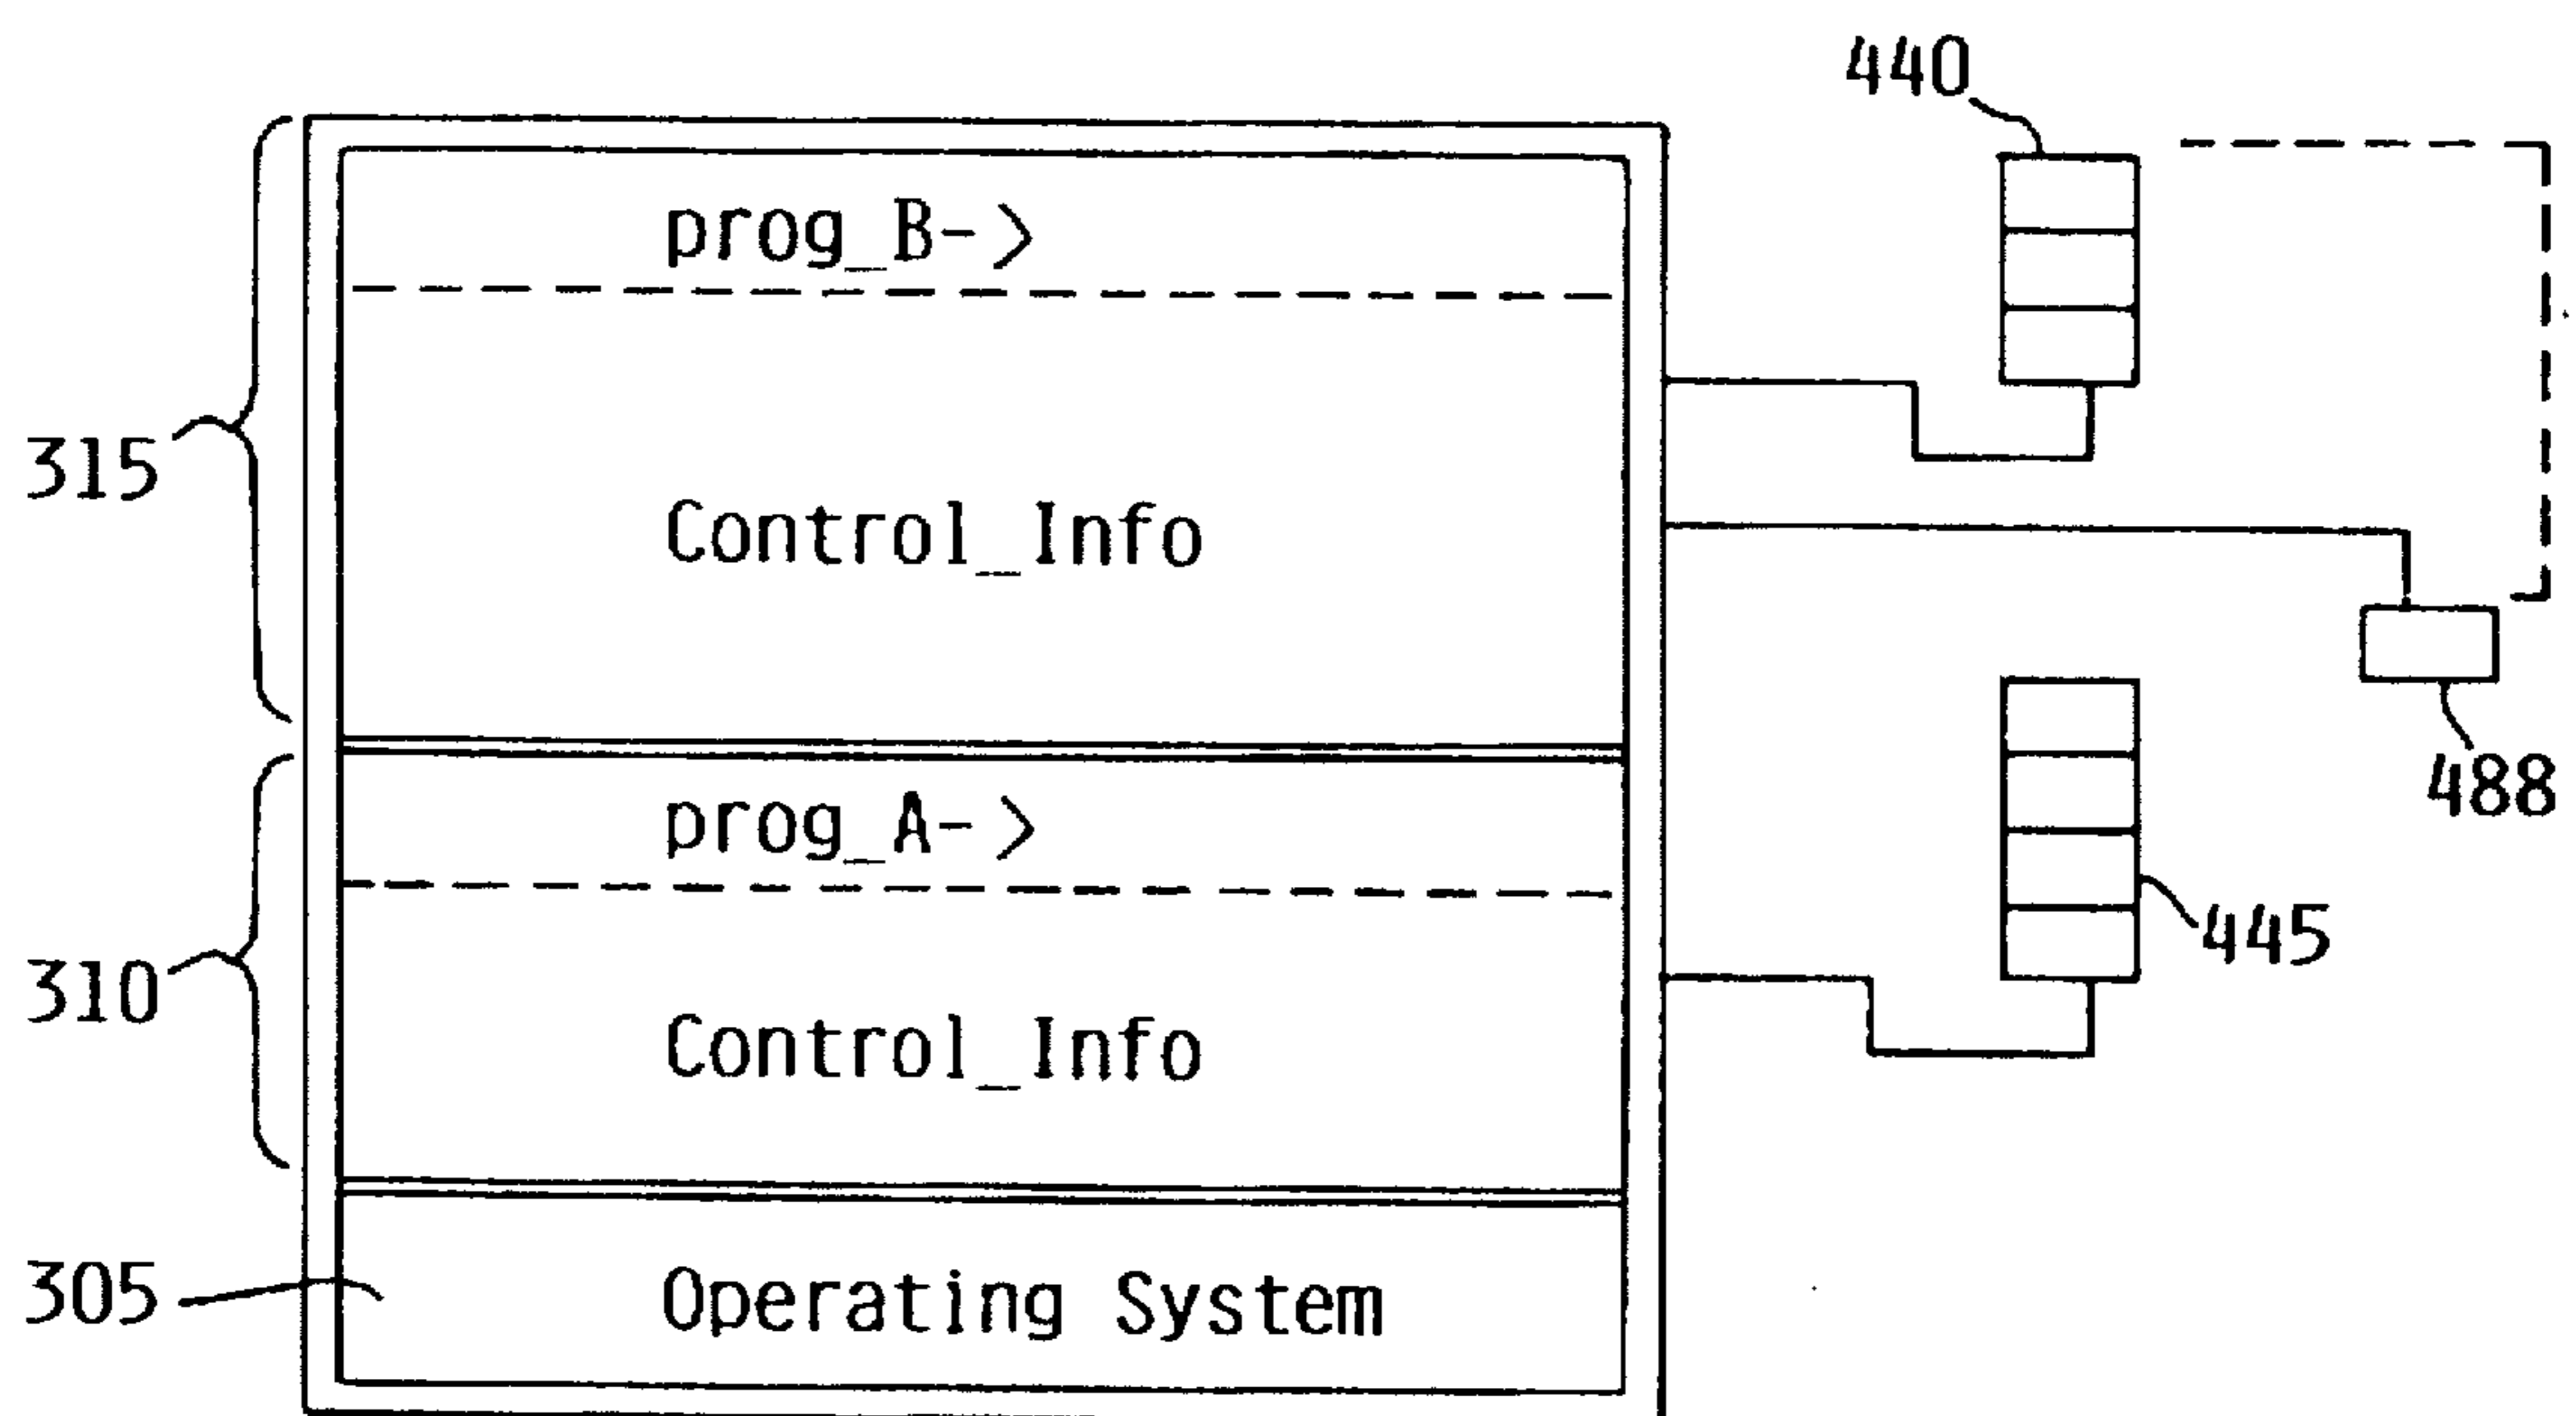 440
prog_B->
315
Control_Info
488
prog_A->
445
310
Control_Info
305
Operating System